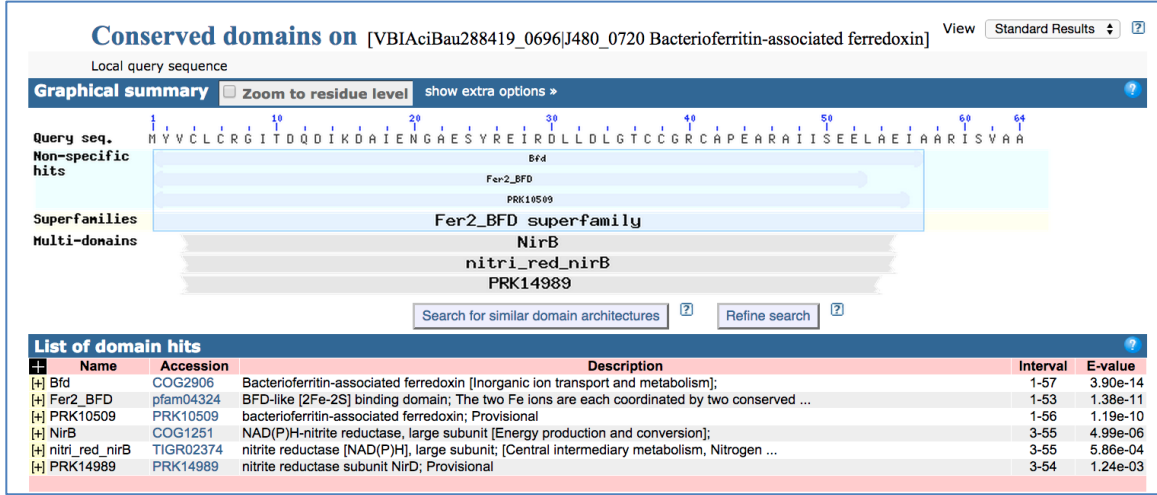 Conserved domains on [VBIAciBau288419_0696|J480_0720 Bacterioferritin-associated ferredoxin] View Standard Results ?
Local query sequence
Graphical summary Zoom to residue level show extra options » ?
1 10 20 30 40 50 60 64
Query seq. M Y V C L C R G I T D Q D I K D A I E N G A E S Y R E I R D L L D L G T C C G R C A P E A R A I I S E E L A E I A A R I S V A A
Non-specific hits
Bfd
Fer2_BFD
PRK10509
Superfamilies Fer2_BFD superfamily
Multi-domains NirB
nitri_red_nirB
PRK14989
Search for similar domain architectures ? Refine search ?
List of domain hits ?
+ Name Accession Description Interval E-value
[+] Bfd COG2906 Bacterioferritin-associated ferredoxin [Inorganic ion transport and metabolism]; 1-57 3.90e-14
[+] Fer2_BFD pfam04324 BFD-like [2Fe-2S] binding domain; The two Fe ions are each coordinated by two conserved ... 1-53 1.38e-11
[+] PRK10509 PRK10509 bacterioferritin-associated ferredoxin; Provisional 1-56 1.19e-10
[+] NirB COG1251 NAD(P)H-nitrite reductase, large subunit [Energy production and conversion]; 3-55 4.99e-06
[+] nitri_red_nirB TIGR02374 nitrite reductase [NAD(P)H], large subunit; [Central intermediary metabolism, Nitrogen ... 3-55 5.86e-04
[+] PRK14989 PRK14989 nitrite reductase subunit NirD; Provisional 3-54 1.24e-03